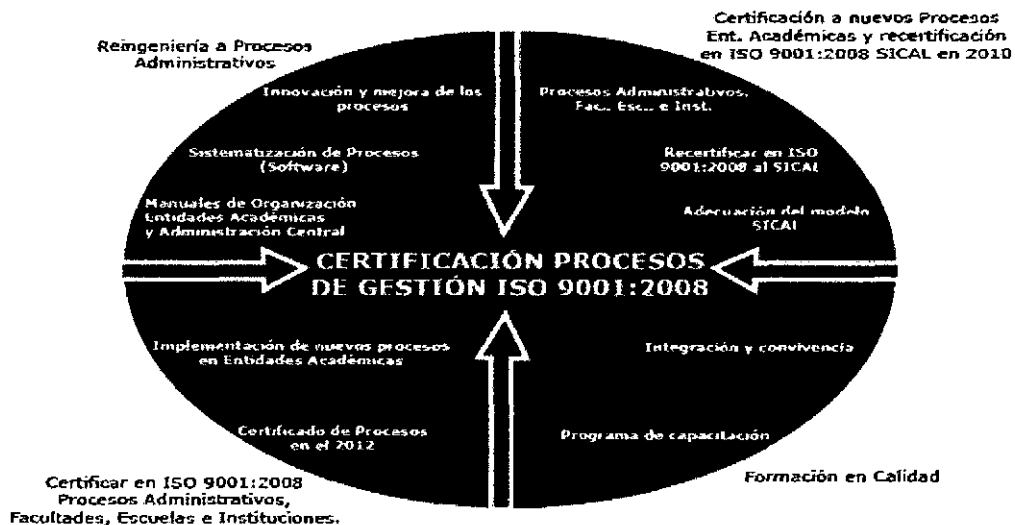 Reingeniería a Procesos
Administrativos
Certificación a nuevos Procesos
Ent. Académicas y recertificación
en ISO 9001:2008 SICAL en 2010
Innovación y mejora de los
procesos
Procesos Administrativos,
Fac., Esc., e Inst.
Sistematización de Procesos
(Software)
Recertificar en ISO
9001:2008 al SICAL
Manuales de Organización
Entidades Académicas
y Administración Central
Adecuación del modelo
SICAL
CERTIFICACIÓN PROCESOS
DE GESTIÓN ISO 9001:2008
Implementación de nuevos procesos
en Entidades Académicas
Integración y convivencia
Certificado de Procesos
en el 2012
Programa de capacitación
Certificar en ISO 9001:2008
Procesos Administrativos,
Facultades, Escuelas e Instituciones.
Formación en Calidad